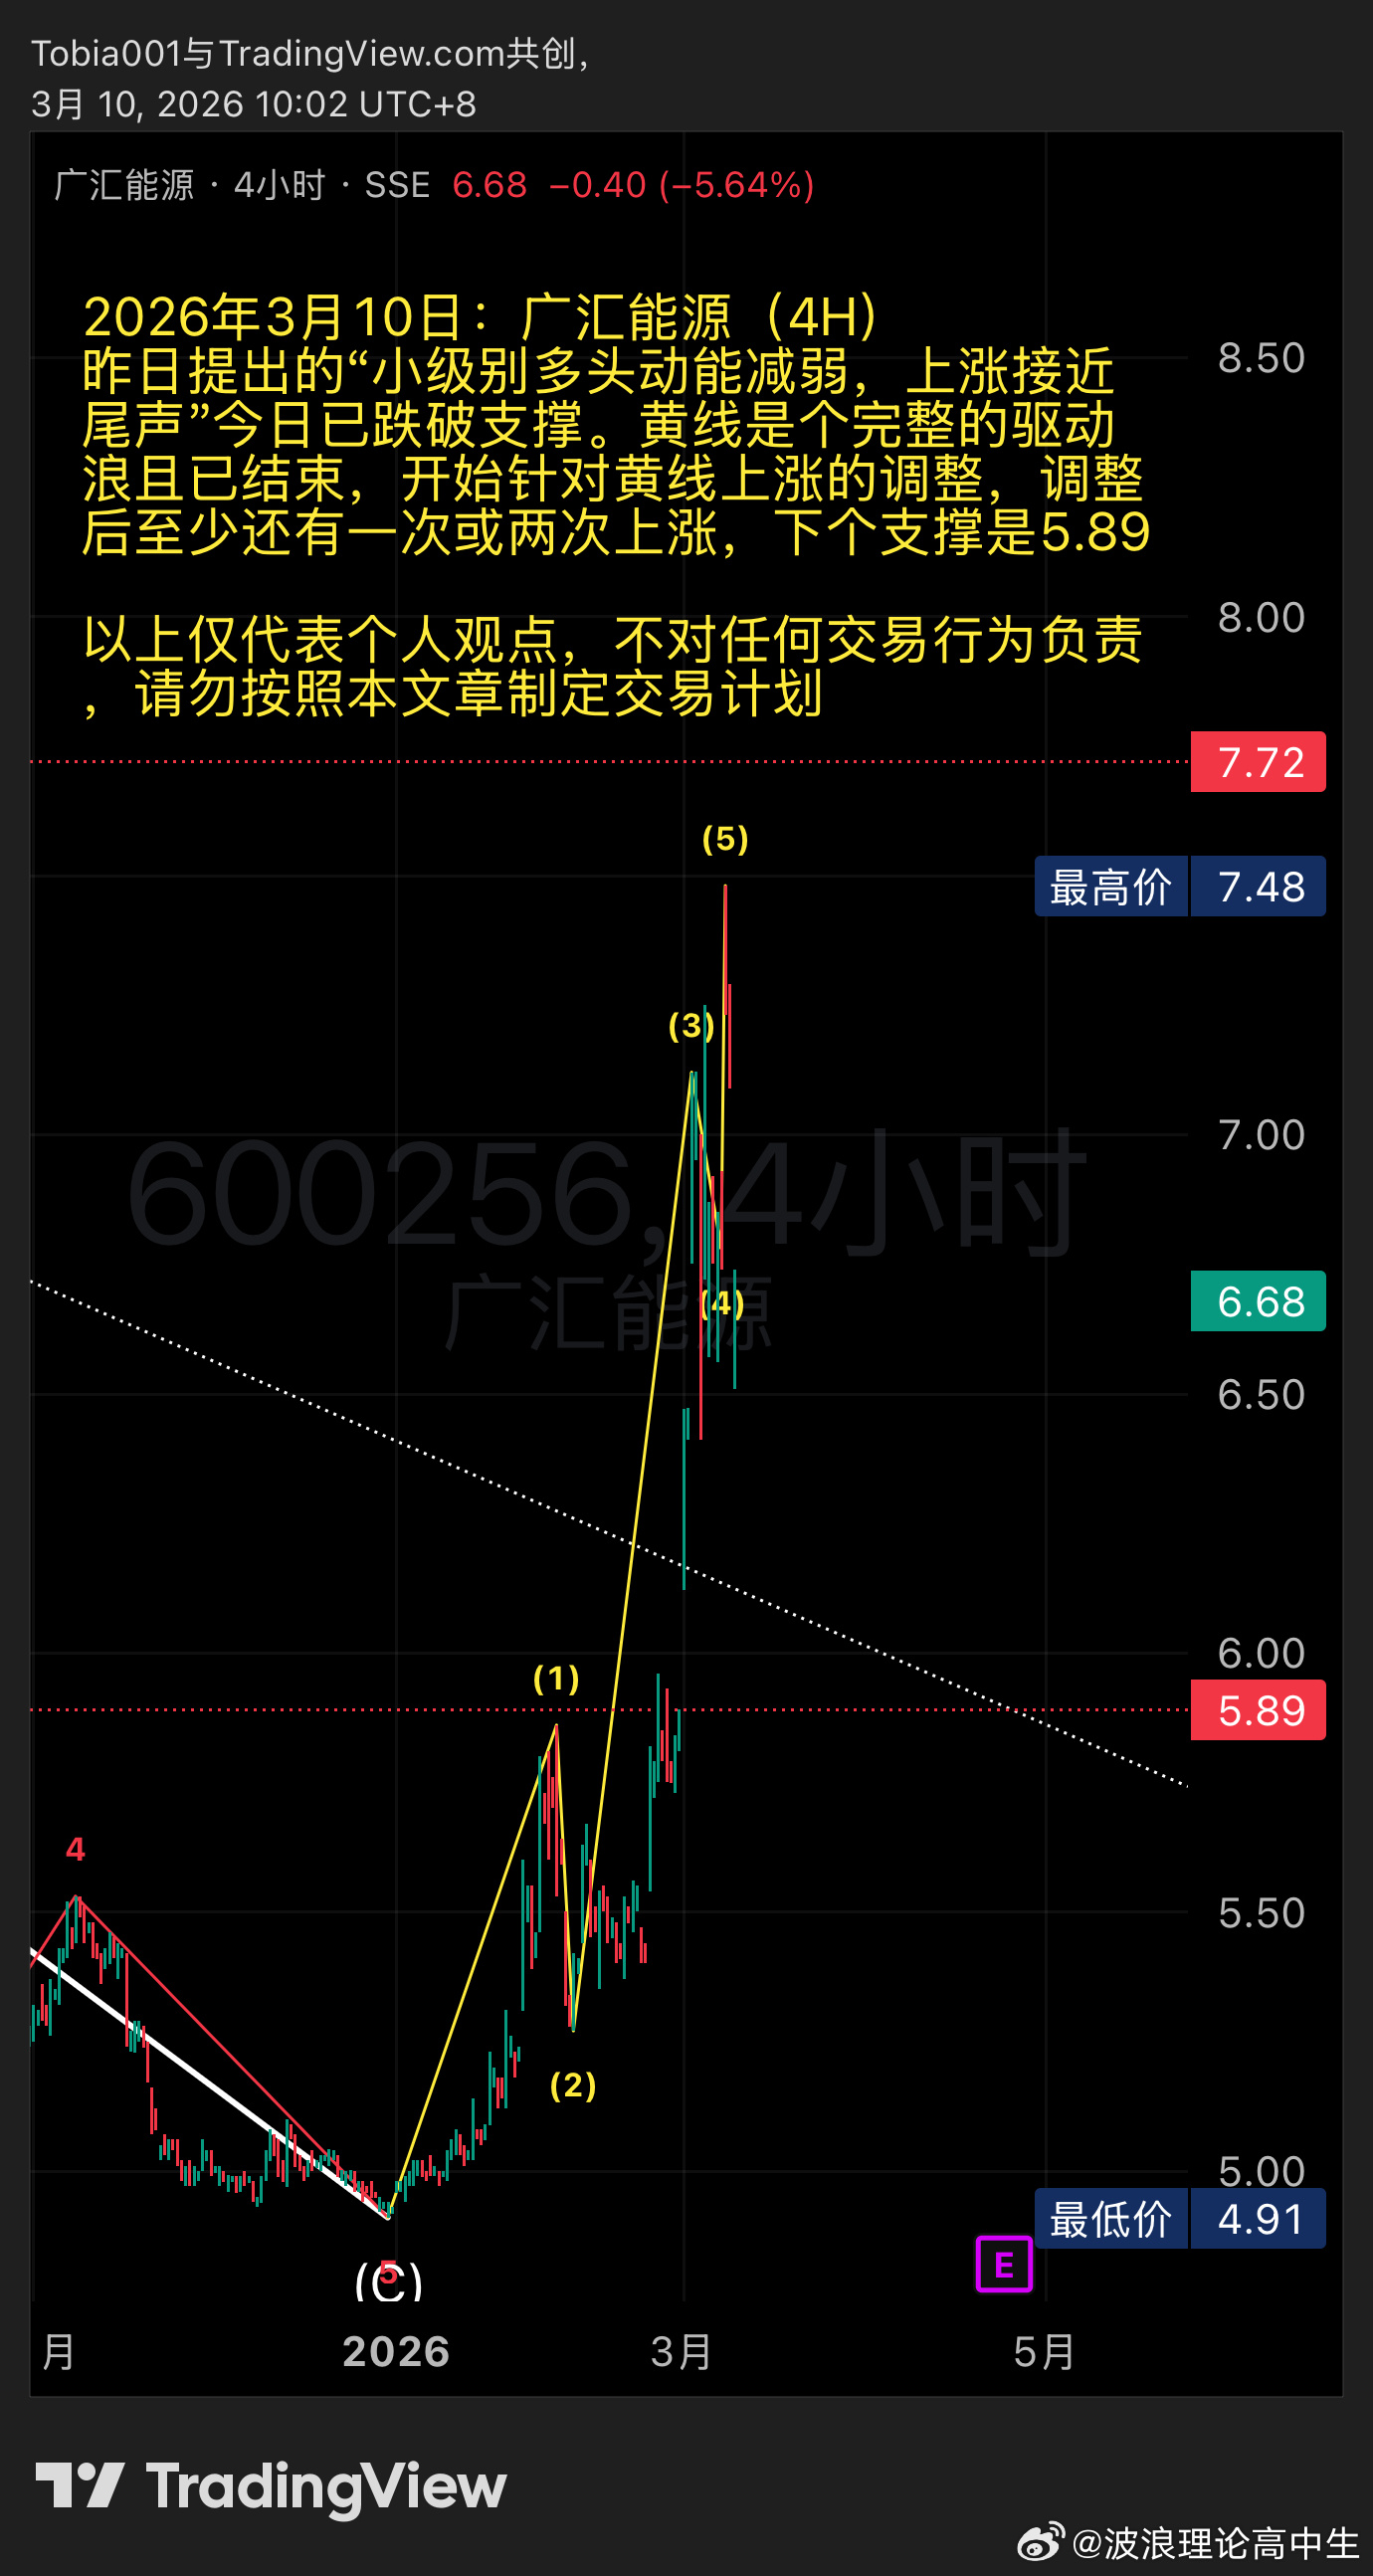 Tobia001与TradingView.com共创，
3月 10, 2026 10:02 UTC+8
广汇能源 · 4小时 · SSE 6.68 −0.40 (−5.64%)
2026年3月10日：广汇能源（4H）
昨日提出的“小级别多头动能减弱，上涨接近
尾声”今日已跌破支撑。黄线是个完整的驱动
浪且已结束，开始针对黄线上涨的调整，调整
后至少还有一次或两次上涨，下个支撑是5.89
以上仅代表个人观点，不对任何交易行为负责
，请勿按照本文章制定交易计划
8.50
8.00
7.72
(5)
最高价 7.48
(3)
7.00
600256, 4小时
广汇能源
(4)
6.68
6.50
6.00
(1)
5.89
4
5.50
(2)
5.00
最低价 4.91
E
5
(C)
月 2026 3月 5月
TradingView
@波浪理论高中生